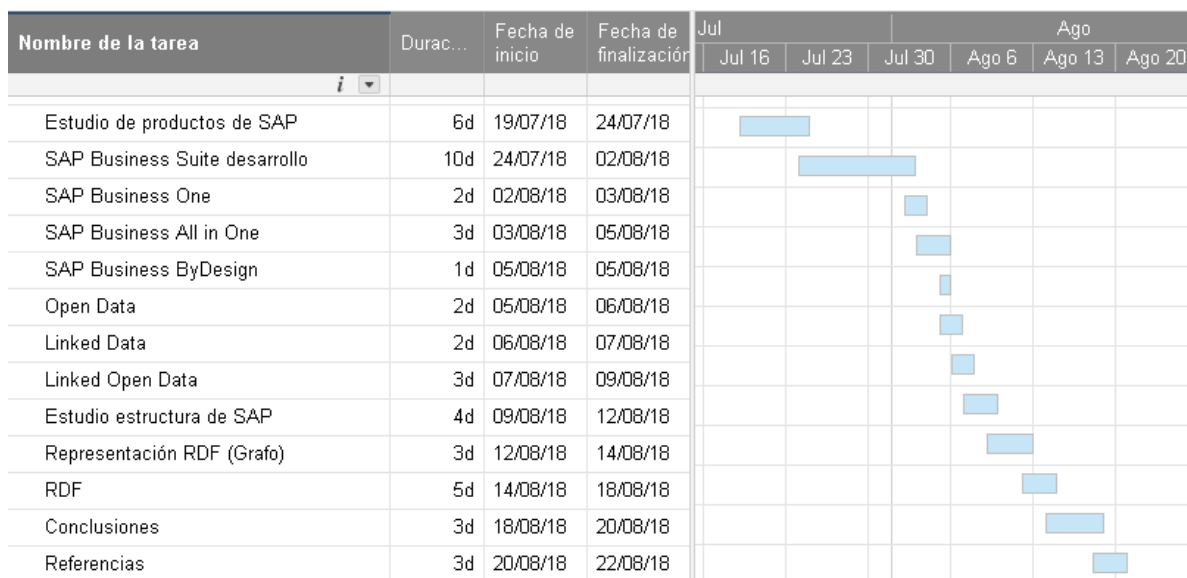 Nombre de la tarea Durac... Fecha de inicio Fecha de finalización Jul Ago
Jul 16 Jul 23 Jul 30 Ago 6 Ago 13 Ago 20
i
Estudio de productos de SAP 6d 19/07/18 24/07/18
SAP Business Suite desarrollo 10d 24/07/18 02/08/18
SAP Business One 2d 02/08/18 03/08/18
SAP Business All in One 3d 03/08/18 05/08/18
SAP Business ByDesign 1d 05/08/18 05/08/18
Open Data 2d 05/08/18 06/08/18
Linked Data 2d 06/08/18 07/08/18
Linked Open Data 3d 07/08/18 09/08/18
Estudio estructura de SAP 4d 09/08/18 12/08/18
Representación RDF (Grafo) 3d 12/08/18 14/08/18
RDF 5d 14/08/18 18/08/18
Conclusiones 3d 18/08/18 20/08/18
Referencias 3d 20/08/18 22/08/18